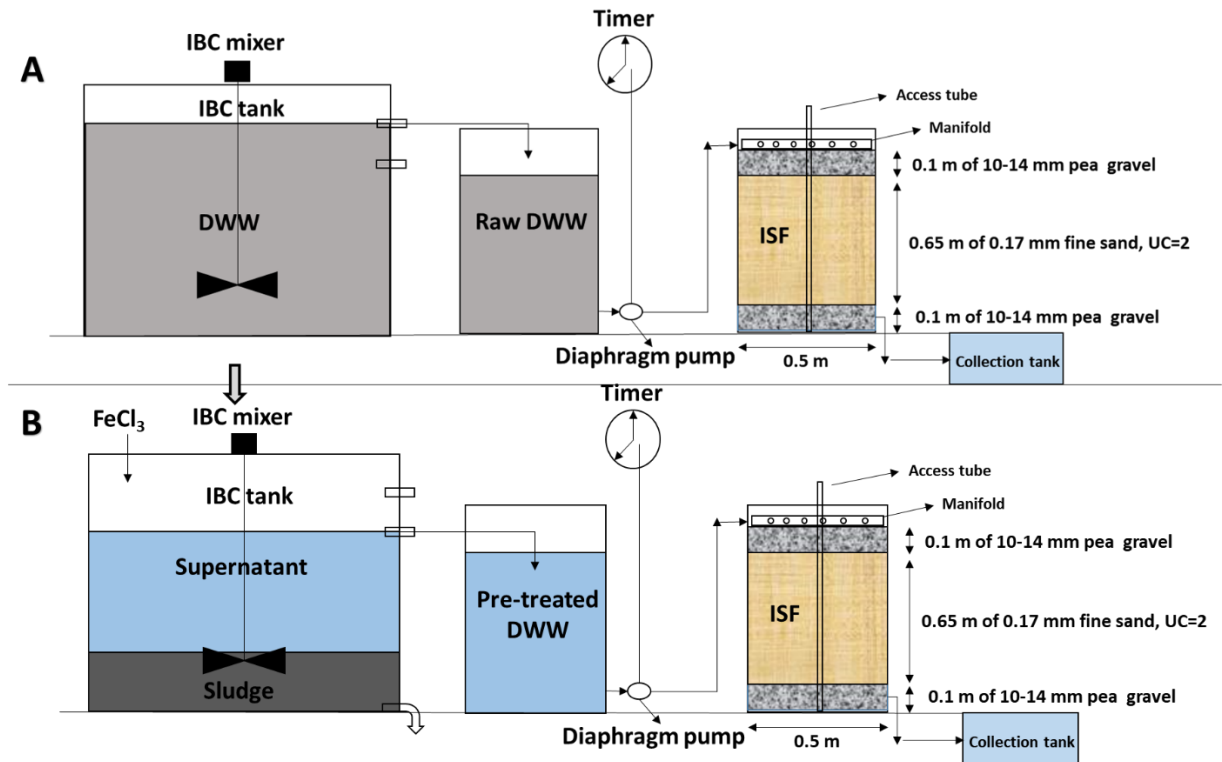 A
IBC mixer
IBC tank
DWW
Raw DWW
Timer
Diaphragm pump
Access tube
Manifold
0.1 m of 10-14 mm pea gravel
ISF
0.65 m of 0.17 mm fine sand, UC=2
0.1 m of 10-14 mm pea gravel
0.5 m
Collection tank
B
FeCl₃
IBC mixer
IBC tank
Supernatant
Sludge
Pre-treated
DWW
Timer
Diaphragm pump
Access tube
Manifold
0.1 m of 10-14 mm pea gravel
ISF
0.65 m of 0.17 mm fine sand, UC=2
0.1 m of 10-14 mm pea gravel
0.5 m
Collection tank